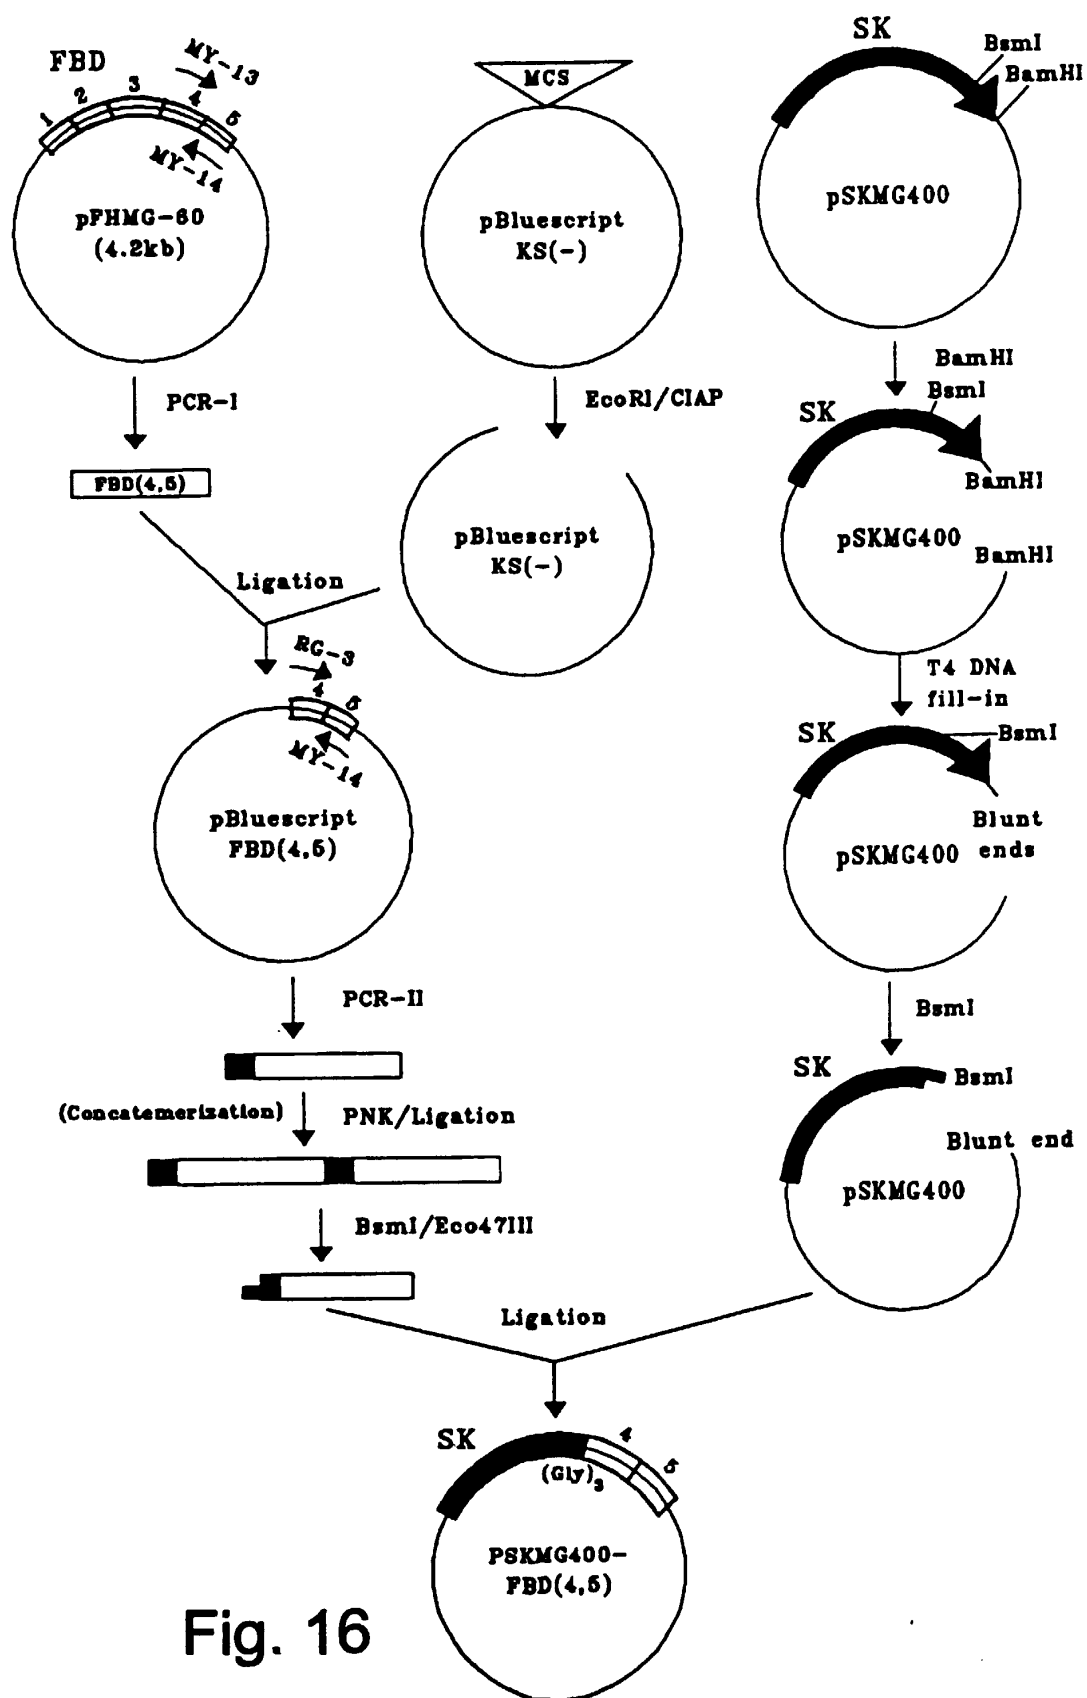 FBD
MY-13
1 2 3 4 5
MY-14
pFHMG-60
(4.2kb)
PCR-I
FBD(4,5)
MCS
pBluescript
KS(-)
EcoRI/CIAP
pBluescript
KS(-)
Ligation
RG-3
4 5
MY-14
pBluescript
FBD(4,5)
PCR-II
(Concatemerization)
PNK/Ligation
BsmI/Eco47III
SK
BsmI
BamHI
pSKMG400
BamHI
SK
BsmI
BamHI
pSKMG400
BamHI
T4 DNA
fill-in
SK
BsmI
Blunt
ends
pSKMG400
BsmI
SK
BsmI
Blunt end
pSKMG400
Ligation
SK
4 5
(Gly)3
PSKMG400-
FBD(4,5)
Fig. 16